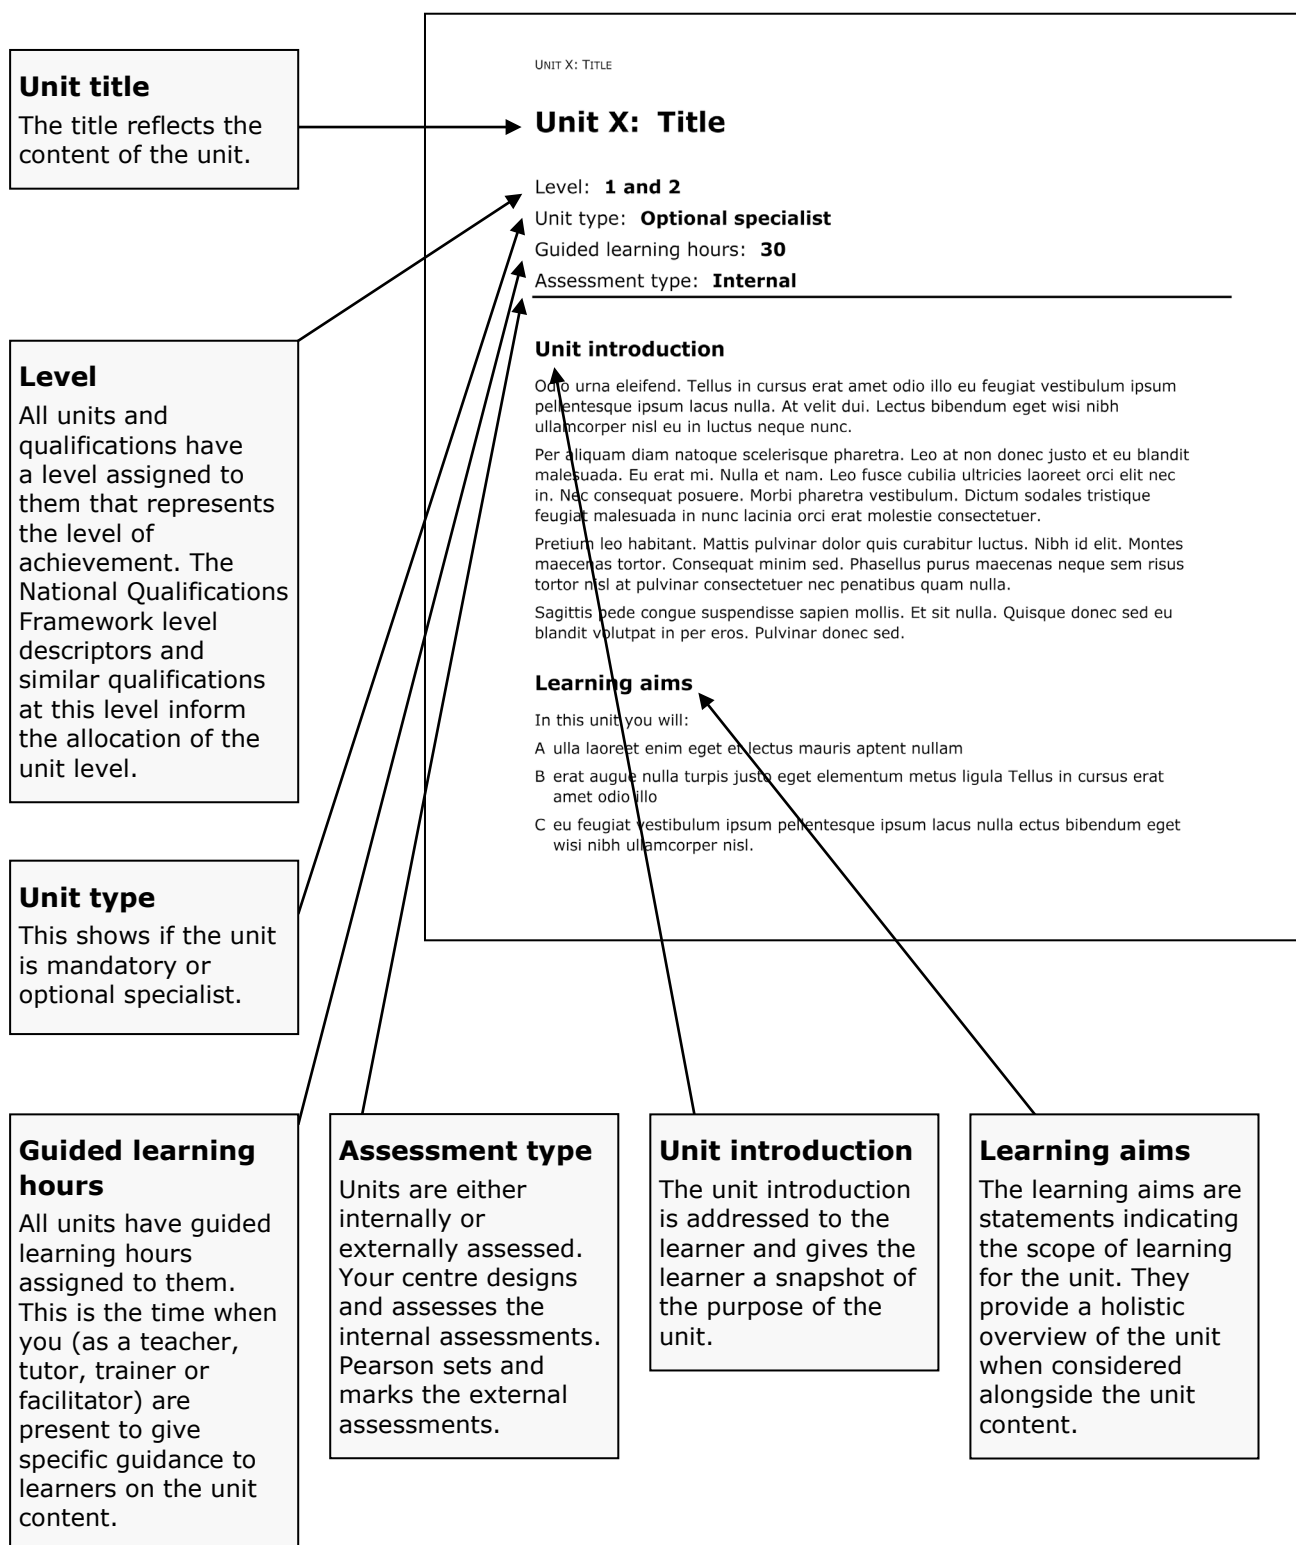 UNIT X: TITLE
Unit title
The title reflects the
content of the unit.
Unit X: Title
Level: 1 and 2
Unit type: Optional specialist
Guided learning hours: 30
Assessment type: Internal
Unit introduction
Odio urna eleifend. Tellus in cursus erat amet odio illo eu feugiat vestibulum ipsum
pellentesque ipsum lacus nulla. At velit dui. Lectus bibendum eget wisi nibh
ullamcorper nisl eu in luctus neque nunc.
Per aliquam diam natoque scelerisque pharetra. Leo at non donec justo et eu blandit
malesuada. Eu erat mi. Nulla et nam. Leo fusce cubilia ultricies laoreet orci elit nec
in. Nec consequat posuere. Morbi pharetra vestibulum. Dictum sodales tristique
feugiat malesuada in nunc lacinia orci erat molestie consectetuer.
Pretium leo habitant. Mattis pulvinar dolor quis curabitur luctus. Nibh id elit. Montes
maecenas tortor. Consequat minim sed. Phasellus purus maecenas neque sem risus
tortor nisl at pulvinar consectetuer nec penatibus quam nulla.
Sagittis pede congue suspendisse sapien mollis. Et sit nulla. Quisque donec sed eu
blandit volutpat in per eros. Pulvinar donec sed.
Learning aims
In this unit you will:
A ulla laoreet enim eget et lectus mauris aptent nullam
B erat augue nulla turpis justo eget elementum metus ligula Tellus in cursus erat
amet odio illo
C eu feugiat vestibulum ipsum pellentesque ipsum lacus nulla ectus bibendum eget
wisi nibh ullamcorper nisl.
Level
All units and
qualifications have
a level assigned to
them that represents
the level of
achievement. The
National Qualifications
Framework level
descriptors and
similar qualifications
at this level inform
the allocation of the
unit level.
Unit type
This shows if the unit
is mandatory or
optional specialist.
Guided learning
hours
All units have guided
learning hours
assigned to them.
This is the time when
you (as a teacher,
tutor, trainer or
facilitator) are
present to give
specific guidance to
learners on the unit
content.
Assessment type
Units are either
internally or
externally assessed.
Your centre designs
and assesses the
internal assessments.
Pearson sets and
marks the external
assessments.
Unit introduction
The unit introduction
is addressed to the
learner and gives the
learner a snapshot of
the purpose of the
unit.
Learning aims
The learning aims are
statements indicating
the scope of learning
for the unit. They
provide a holistic
overview of the unit
when considered
alongside the unit
content.